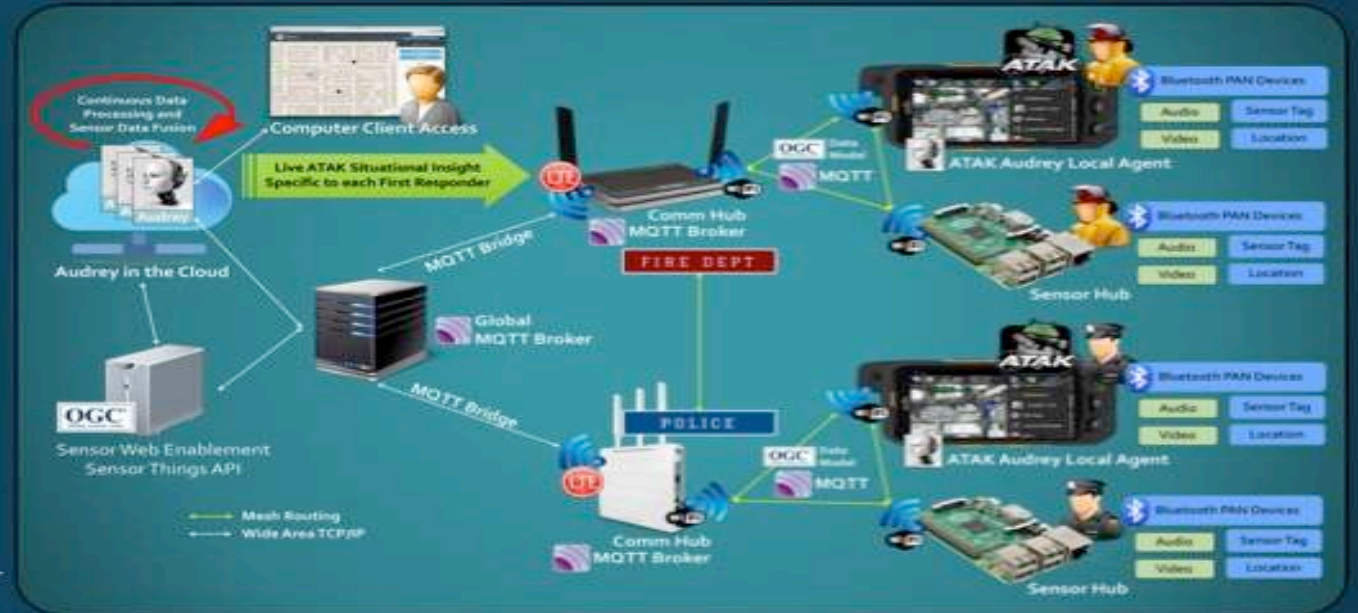 Continuous Data
Processing and
Sensor Data Fusion
Audrey
Audrey in the Cloud
Computer Client Access
Live ATAK Situational Insight
Specific to each First Responder
LTE
Comm Hub
MQTT Broker
FIRE DEPT
MQTT Bridge
Global
MQTT Broker
MQTT Bridge
OGC
Sensor Web Enablement
Sensor Things API
Mesh Routing
Wide Area TCP/IP
POLICE
LTE
Comm Hub
MQTT Broker
OGC Data
Model
MQTT
ATAK
ATAK Audrey Local Agent
Bluetooth PAN Devices
Audio
Sensor Tag
Video
Location
Sensor Hub
Bluetooth PAN Devices
Audio
Sensor Tag
Video
Location
OGC Data
Model
MQTT
ATAK
ATAK Audrey Local Agent
Bluetooth PAN Devices
Audio
Sensor Tag
Video
Location
Sensor Hub
Bluetooth PAN Devices
Audio
Sensor Tag
Video
Location